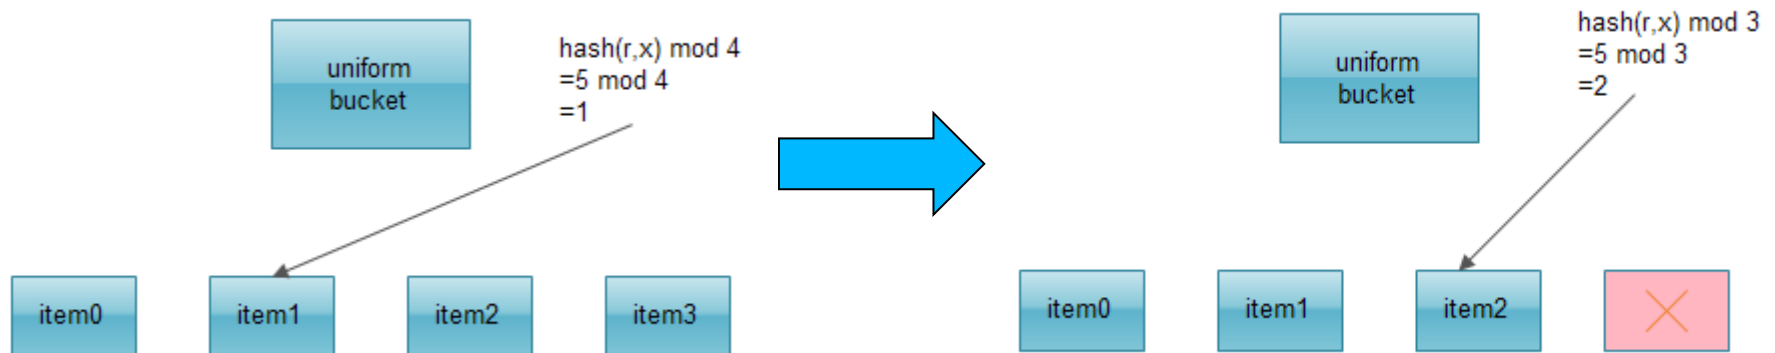 uniform
bucket
hash(r,x) mod 4
=5 mod 4
=1
item0
item1
item2
item3
uniform
bucket
hash(r,x) mod 3
=5 mod 3
=2
item0
item1
item2